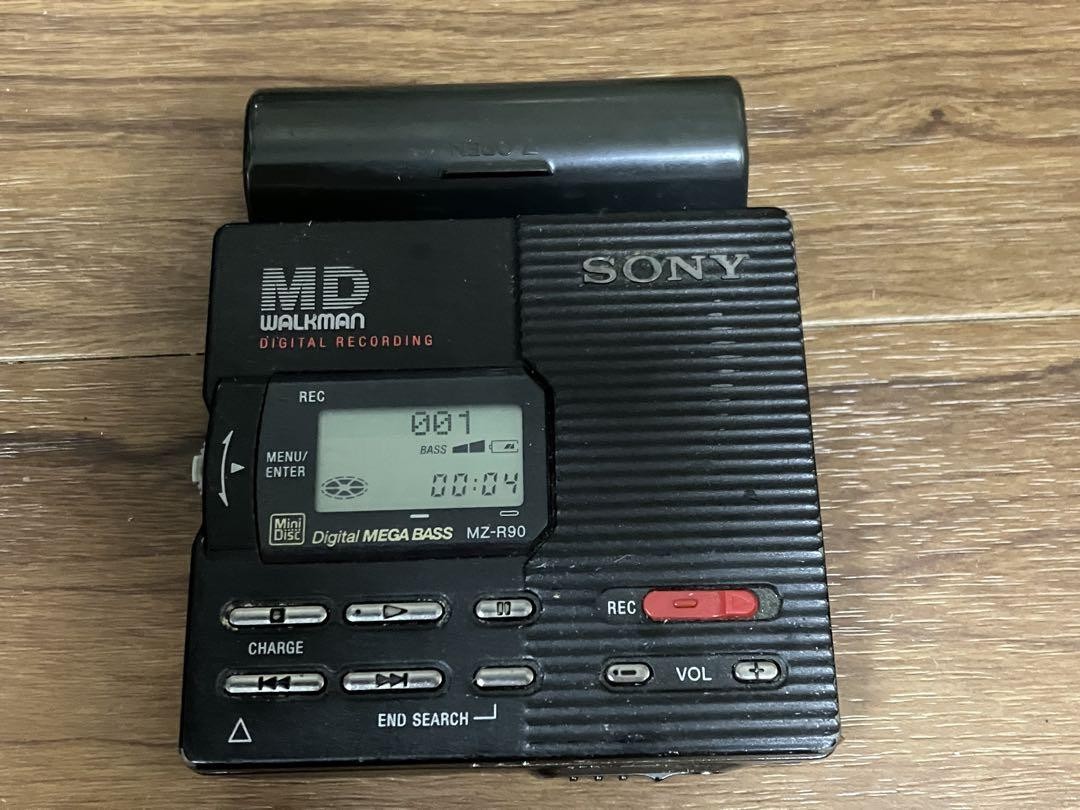 OPEN
SONY
MD
WALKMAN
DIGITAL RECORDING
REC
001
MENU/
ENTER
BASS
00:04
Mini
Disc
Digital MEGA BASS MZ-R90
REC
CHARGE
VOL
END SEARCH